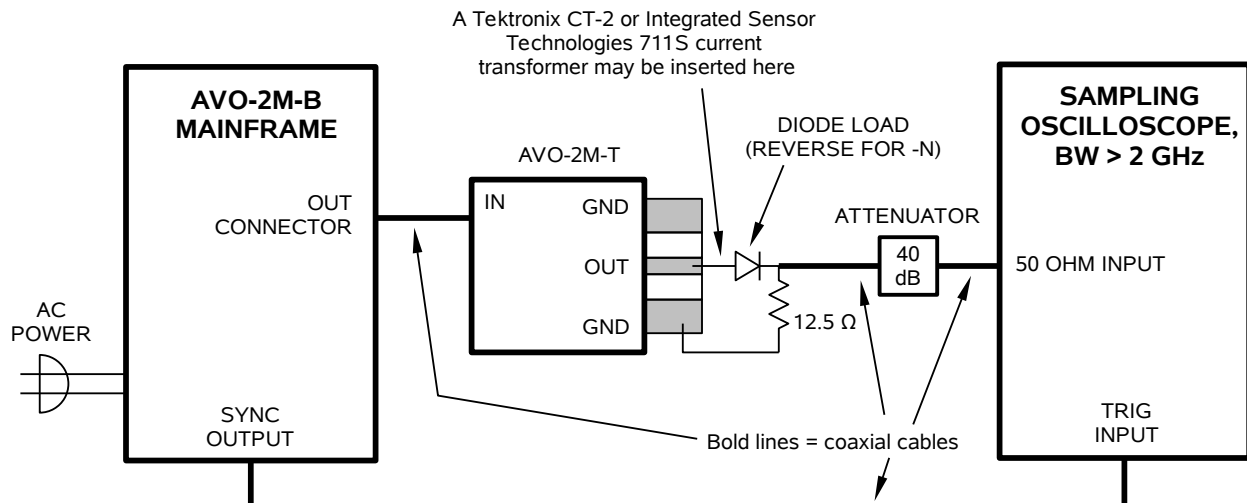 A Tektronix CT-2 or Integrated Sensor
Technologies 711S current
transformer may be inserted here
AVO-2M-B
MAINFRAME
SAMPLING
OSCILLOSCOPE,
BW > 2 GHz
DIODE LOAD
(REVERSE FOR -N)
AVO-2M-T
OUT
CONNECTOR
IN
GND
OUT
GND
ATTENUATOR
40
dB
50 OHM INPUT
12.5 Ω
AC
POWER
SYNC
OUTPUT
Bold lines = coaxial cables
TRIG
INPUT